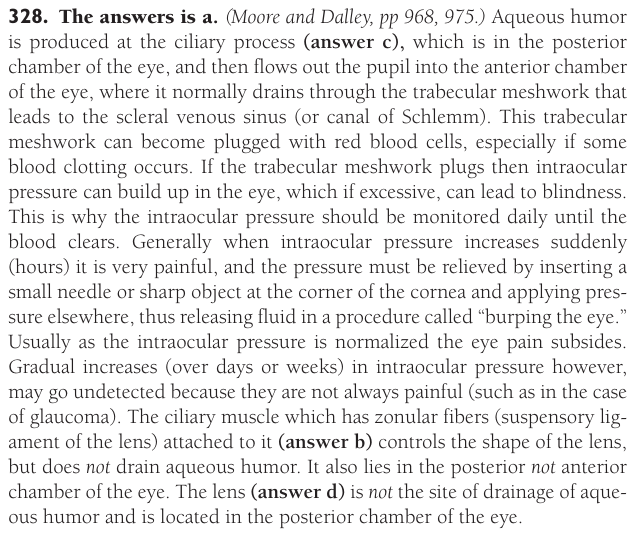 328. The answers is a. (Moore and Dalley, pp 968, 975.) Aqueous humor
is produced at the ciliary process (answer c), which is in the posterior
chamber of the eye, and then flows out the pupil into the anterior chamber
of the eye, where it normally drains through the trabecular meshwork that
leads to the scleral venous sinus (or canal of Schlemm). This trabecular
meshwork can become plugged with red blood cells, especially if some
blood clotting occurs. If the trabecular meshwork plugs then intraocular
pressure can build up in the eye, which if excessive, can lead to blindness.
This is why the intraocular pressure should be monitored daily until the
blood clears. Generally when intraocular pressure increases suddenly
(hours) it is very painful, and the pressure must be relieved by inserting a
small needle or sharp object at the corner of the cornea and applying pres-
sure elsewhere, thus releasing fluid in a procedure called “burping the eye.”
Usually as the intraocular pressure is normalized the eye pain subsides.
Gradual increases (over days or weeks) in intraocular pressure however,
may go undetected because they are not always painful (such as in the case
of glaucoma). The ciliary muscle which has zonular fibers (suspensory lig-
ament of the lens) attached to it (answer b) controls the shape of the lens,
but does not drain aqueous humor. It also lies in the posterior not anterior
chamber of the eye. The lens (answer d) is not the site of drainage of aque-
ous humor and is located in the posterior chamber of the eye.